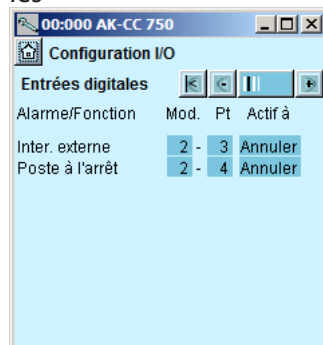 00:000 AK-CC 750
Configuration I/O
Entrées digitales
Alarme/Fonction Mod. Pt Actif à
Inter. externe 2 - 3 Annuler
Poste à l'arrêt 2 - 4 Annuler